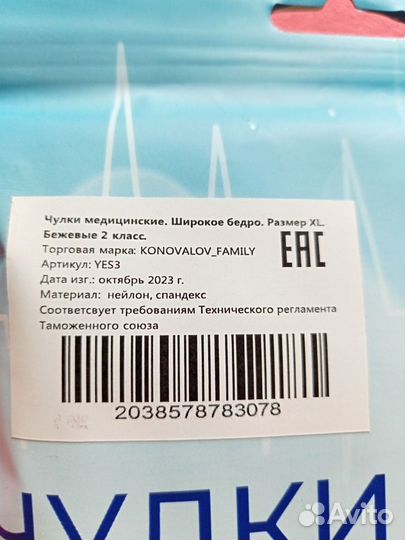 Чулки медицинские. Широкое бедро. Размер XL.
Бежевые 2 класс.
Торговая марка: KONOVALOV_FAMILY
Артикул: YES3
Дата изг.: октябрь 2023 г.
Материал: нейлон, спандекс
Соответсвует требованиям Технического регламента
Таможенного союза
EAC
2038578783078
ЧУЛКИ
Avito